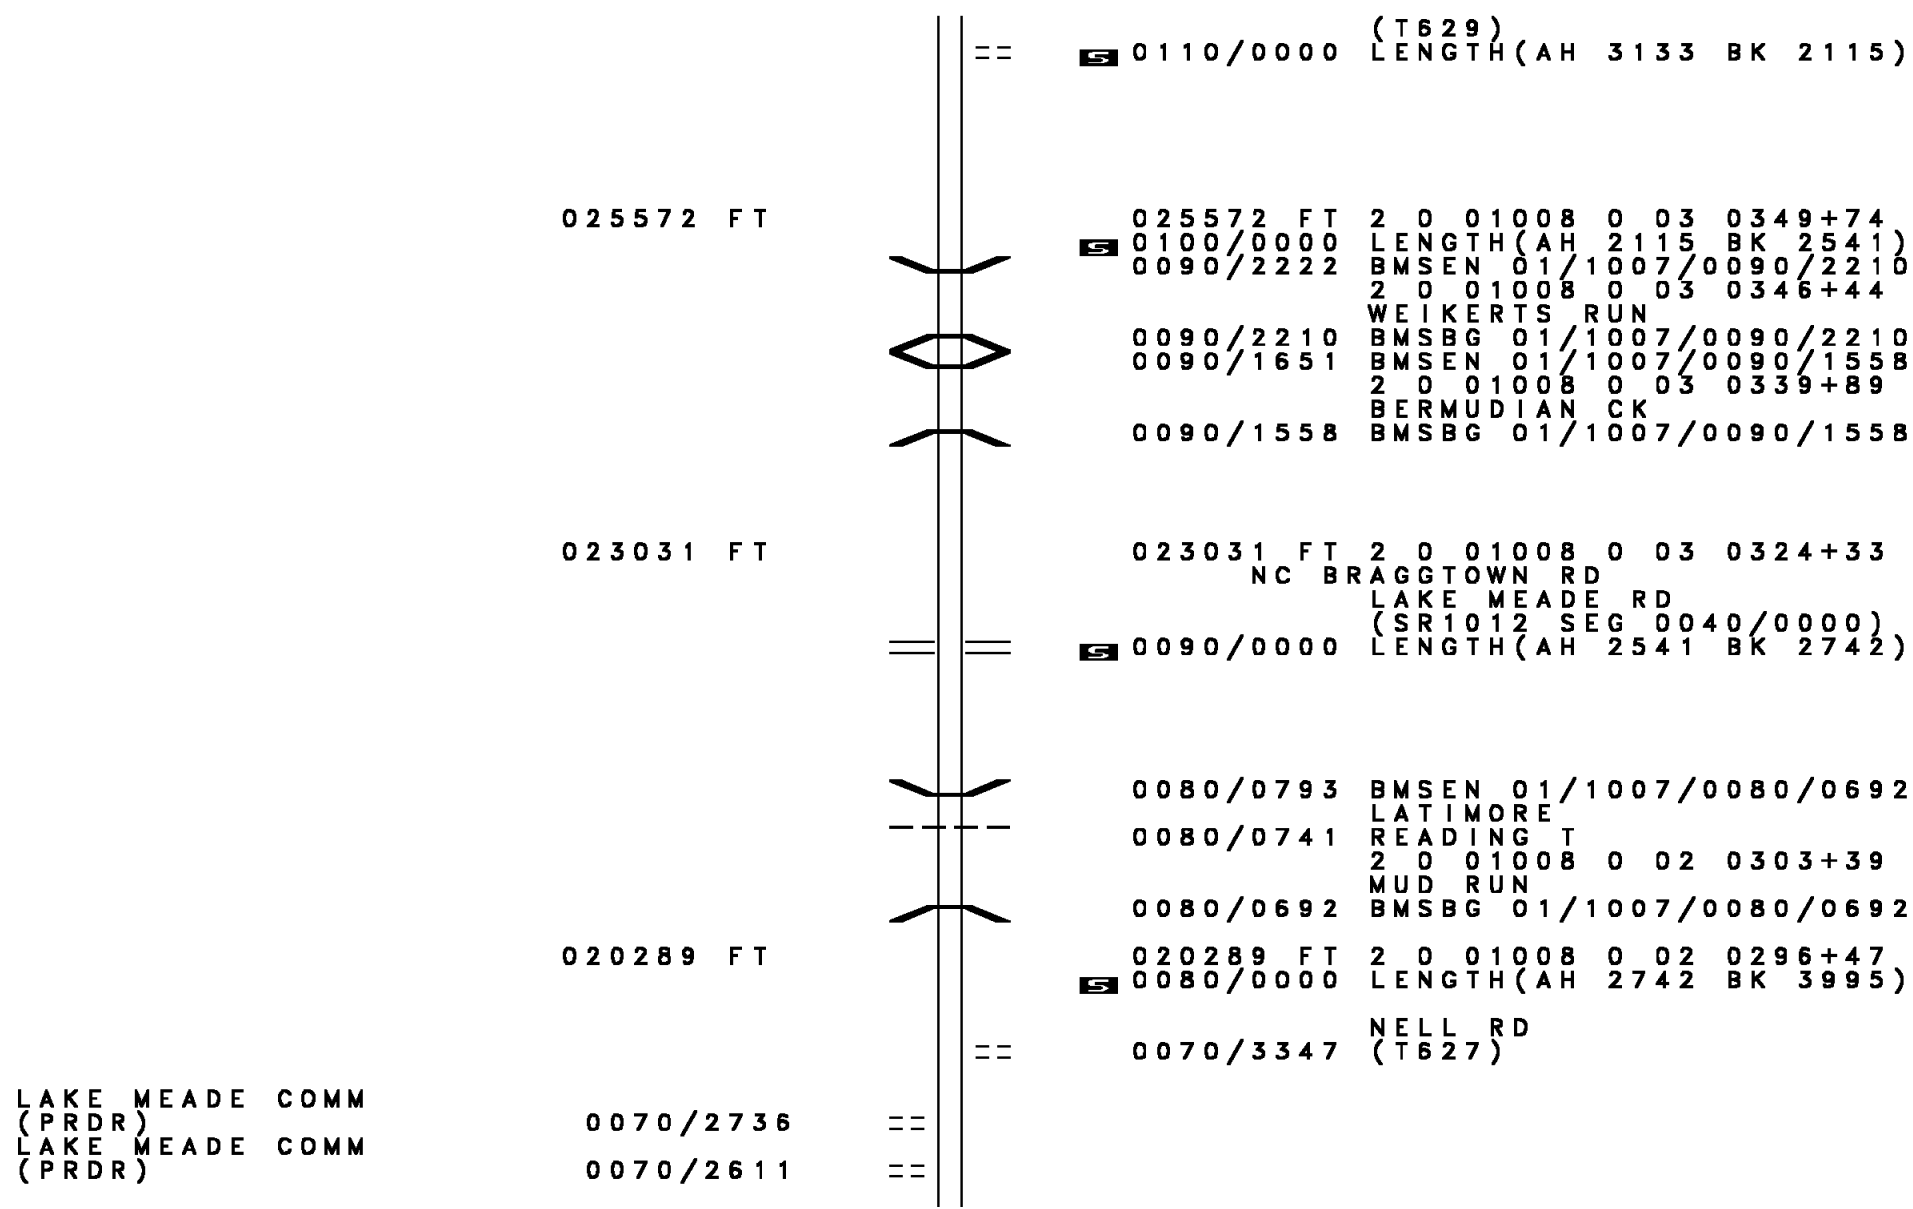 (T629)
S 0110/0000 LENGTH(AH 3133 BK 2115)
025572 FT 025572 FT 2 0 01008 0 03 0349+74
S 0100/0000 LENGTH(AH 2115 BK 2541)
0090/2222 BMSEN 01/1007/0090/2210
2 0 01008 0 03 0346+44
WEIKERTS RUN
0090/2210 BMSBG 01/1007/0090/2210
0090/1651 BMSEN 01/1007/0090/1558
2 0 01008 0 03 0339+89
BERMUDIAN CK
0090/1558 BMSBG 01/1007/0090/1558
023031 FT 023031 FT 2 0 01008 0 03 0324+33
NC BRAGGTOWN RD
LAKE MEADE RD
(SR1012 SEG 0040/0000)
S 0090/0000 LENGTH(AH 2541 BK 2742)
0080/0793 BMSEN 01/1007/0080/0692
LATIMORE
0080/0741 READING T
2 0 01008 0 02 0303+39
MUD RUN
0080/0692 BMSBG 01/1007/0080/0692
020289 FT 020289 FT 2 0 01008 0 02 0296+47
S 0080/0000 LENGTH(AH 2742 BK 3995)
NELL RD
0070/3347 (T627)
LAKE MEADE COMM
(PRDR) 0070/2736
LAKE MEADE COMM
(PRDR) 0070/2611